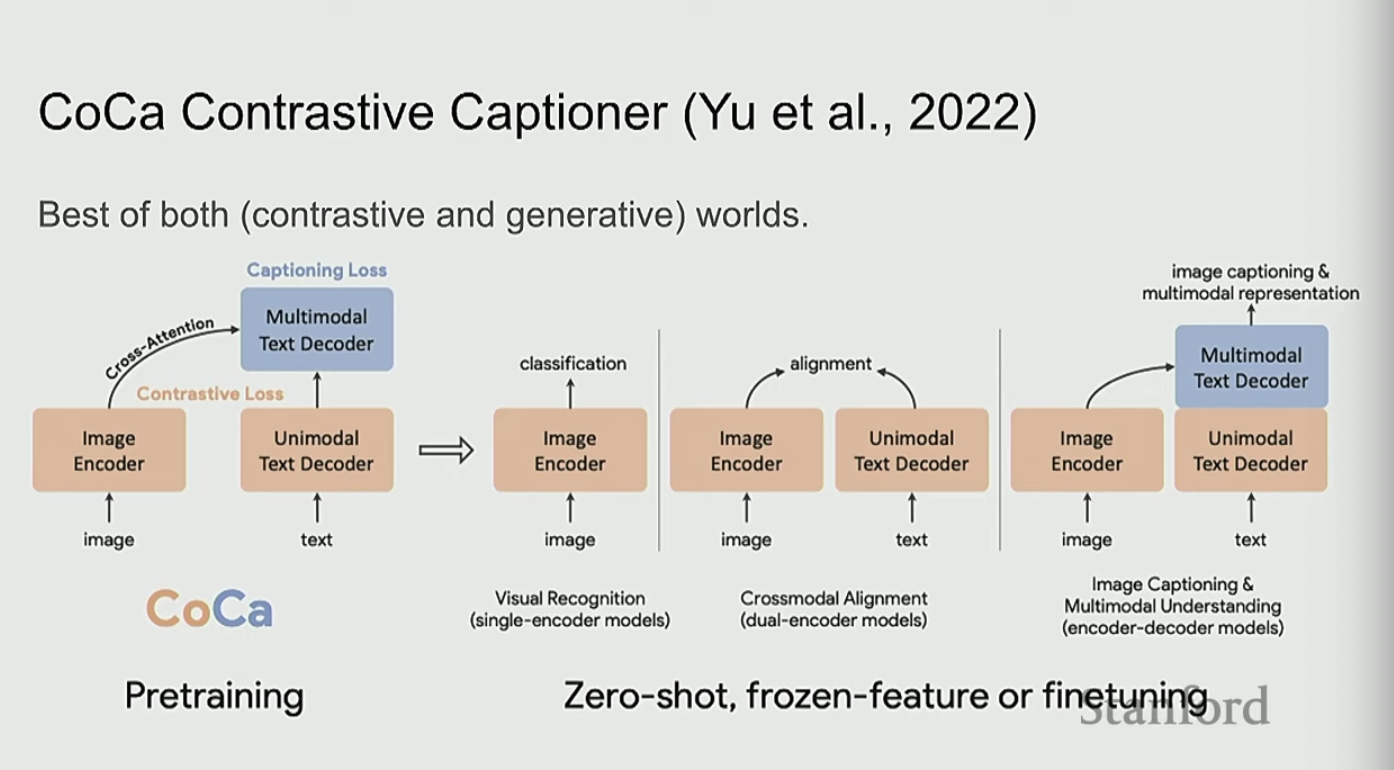 CoCa Contrastive Captioner (Yu et al., 2022)
Best of both (contrastive and generative) worlds.
Captioning Loss
Multimodal
Text Decoder
Cross-Attention
Contrastive Loss
Image
Encoder
Unimodal
Text Decoder
image
text
CoCa
Pretraining
classification
Image
Encoder
image
Visual Recognition
(single-encoder models)
alignment
Image
Encoder
Unimodal
Text Decoder
image
text
Crossmodal Alignment
(dual-encoder models)
image captioning &
multimodal representation
Multimodal
Text Decoder
Image
Encoder
Unimodal
Text Decoder
image
text
Image Captioning &
Multimodal Understanding
(encoder-decoder models)
Zero-shot, frozen-feature or finetuning
Stanford